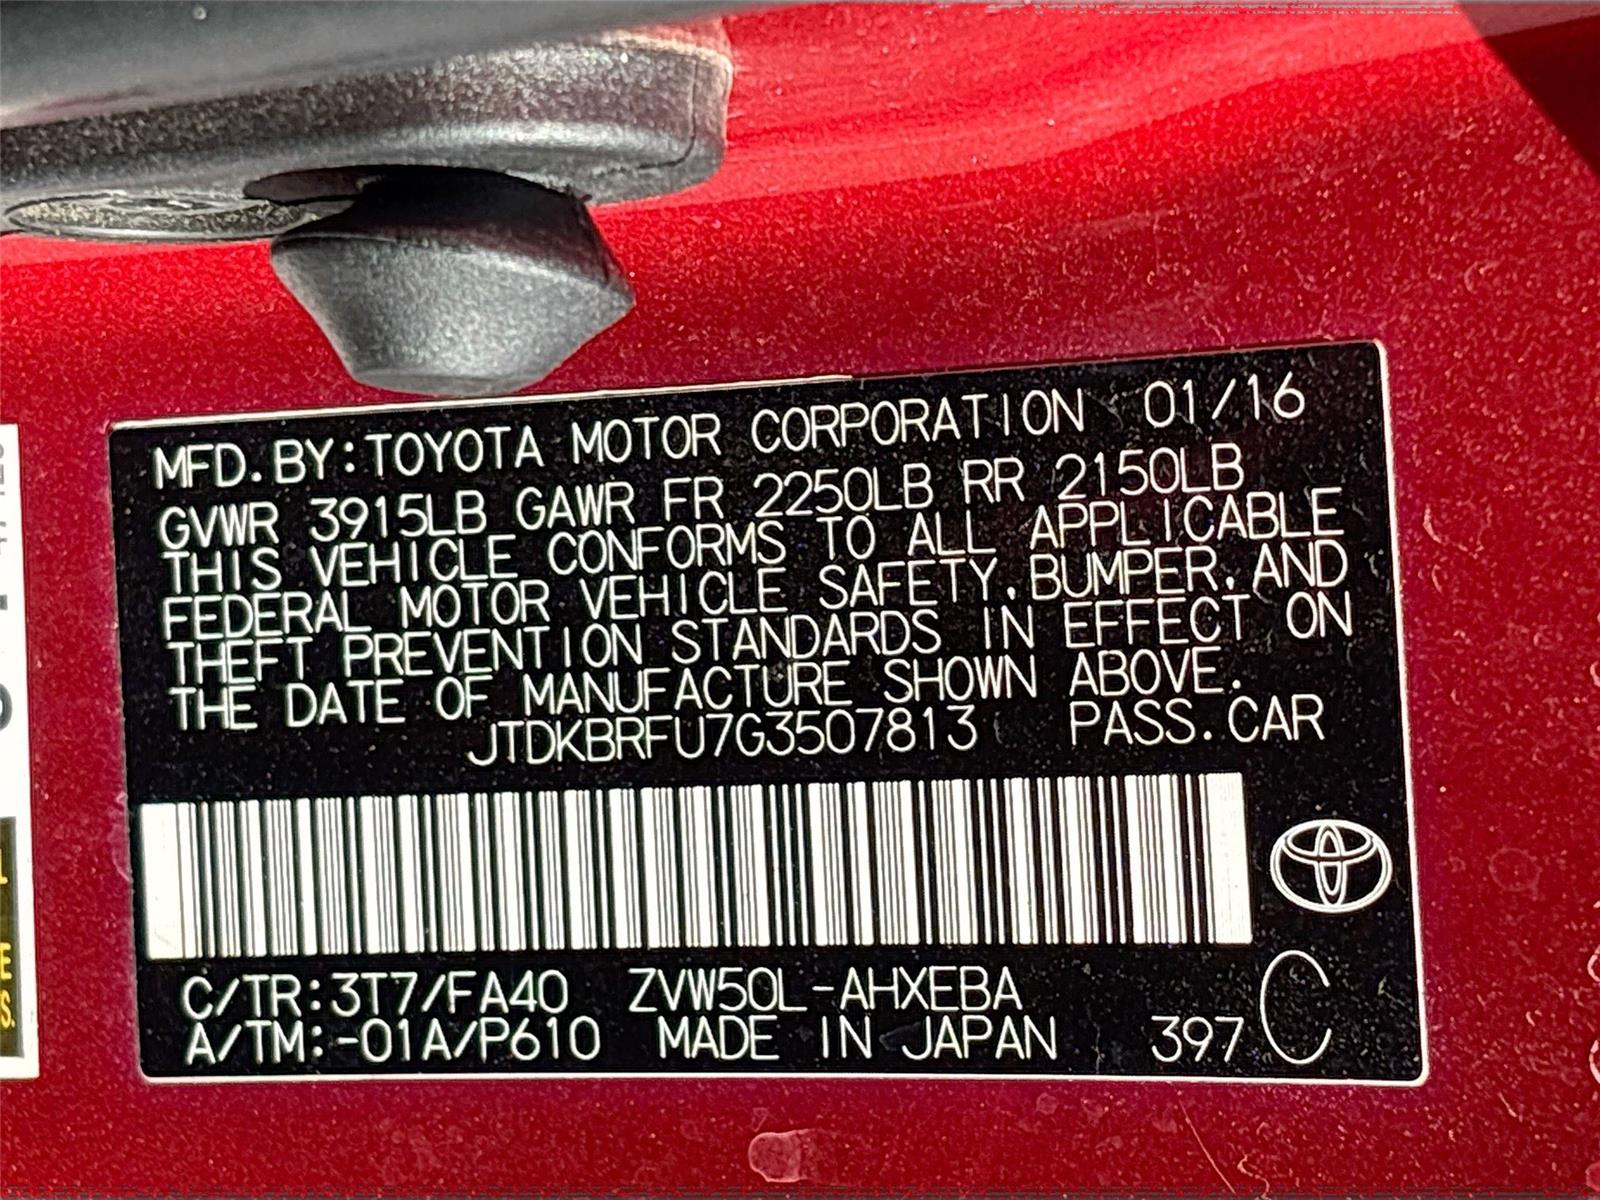 MFD. BY: TOYOTA MOTOR CORPORATION 01/16
GVWR 3915LB GAWR FR 2250LB RR 2150LB
THIS VEHICLE CONFORMS TO ALL APPLICABLE
FEDERAL MOTOR VEHICLE SAFETY, BUMPER, AND
THEFT PREVENTION STANDARDS IN EFFECT ON
THE DATE OF MANUFACTURE SHOWN ABOVE.
JTDKBRFU7G3507813 PASS. CAR
C/TR: 3T7/FA40 ZVW50L-AHXEBA
A/TM: -01A/P610 MADE IN JAPAN 397 C